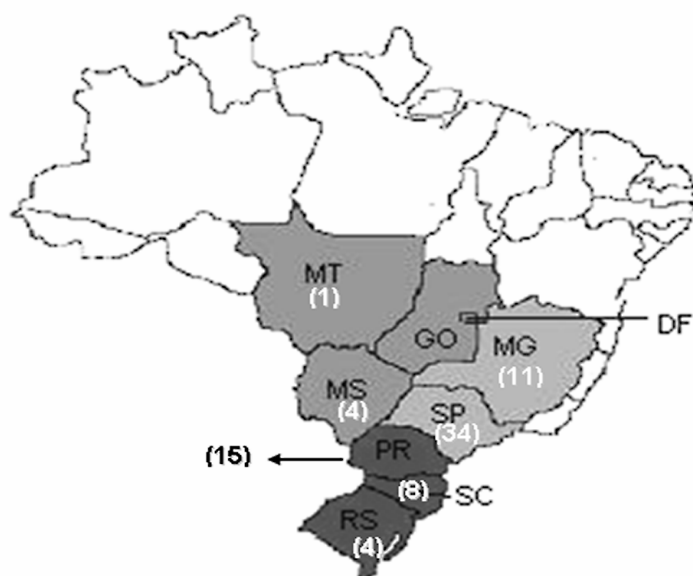 MT
(1)
GO
DF
MG
(11)
MS
(4)
SP
(34)
PR
(15)
(8)
SC
RS
(4)